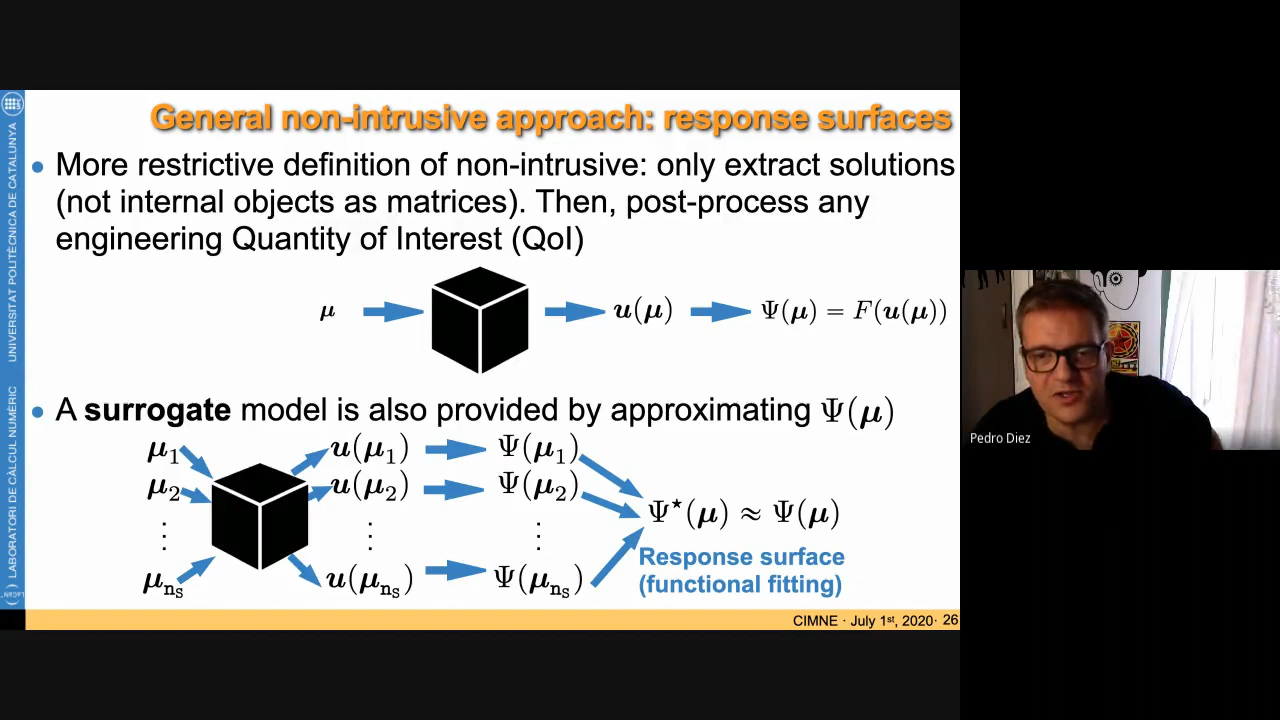 General non-intrusive approach: response surfaces
• More restrictive definition of non-intrusive: only extract solutions
(not internal objects as matrices). Then, post-process any
engineering Quantity of Interest (QoI)
μ u(μ) Ψ(μ) = F(u(μ))
• A surrogate model is also provided by approximating Ψ(μ)
μ₁ u(μ₁) Ψ(μ₁)
μ₂ u(μ₂) Ψ(μ₂)
⋮ ⋮ ⋮
Ψ*(μ) ≈ Ψ(μ)
Response surface
(functional fitting)
μₙₛ u(μₙₛ) Ψ(μₙₛ)
CIMNE · July 1st, 2020· 26
UNIVERSITAT POLITÈCNICA DE CATALUNYA
LABORATORI DE CÀLCUL NUMÈRIC
Pedro Diez